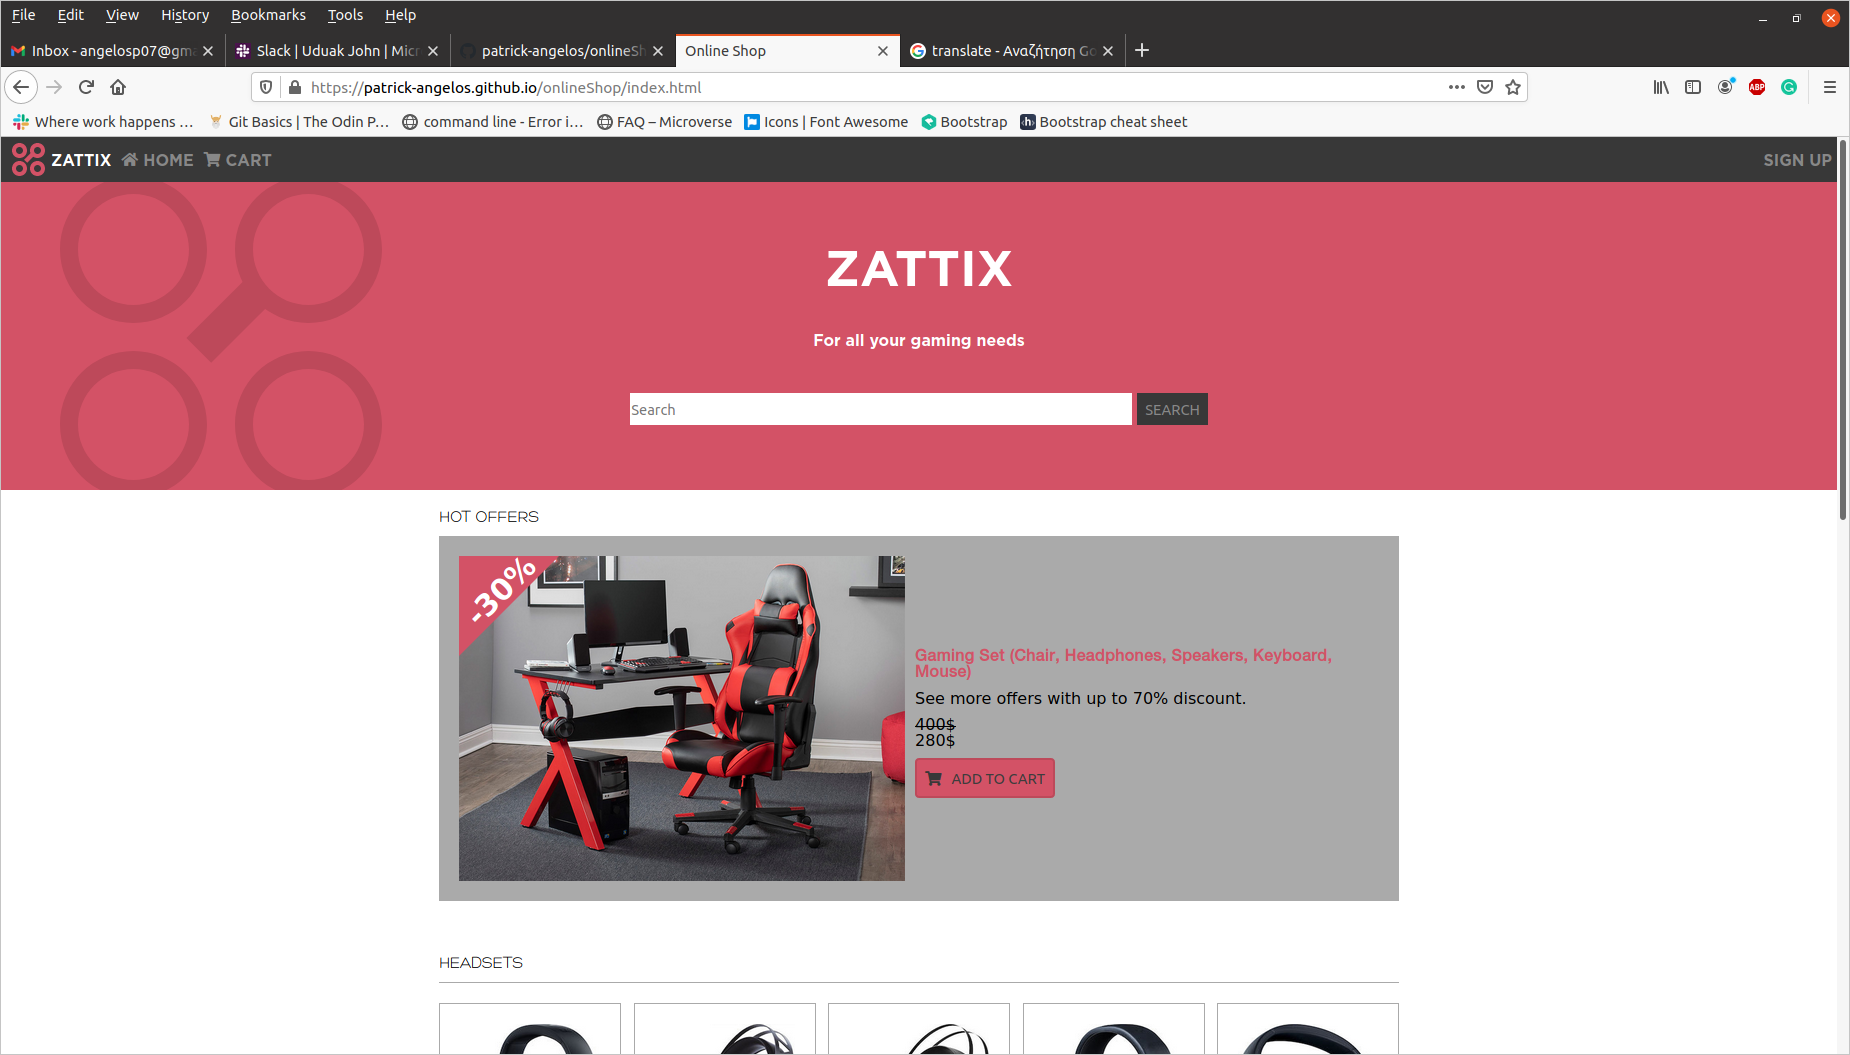 File Edit View History Bookmarks Tools Help
Inbox - angelosp07@gm
Slack | Uduak John | Micr
patrick-angelos/onlineSh
Online Shop
translate - Αναζήτηση Go
https://patrick-angelos.github.io/onlineShop/index.html
ABP
Where work happens ...
Git Basics | The Odin P...
command line - Error i...
FAQ – Microverse
Icons | Font Awesome
Bootstrap
Bootstrap cheat sheet
ZATTIX HOME CART SIGN UP
ZATTIX
For all your gaming needs
Search SEARCH
HOT OFFERS
-30%
Gaming Set (Chair, Headphones, Speakers, Keyboard,
Mouse)
See more offers with up to 70% discount.
400$
280$
ADD TO CART
HEADSETS